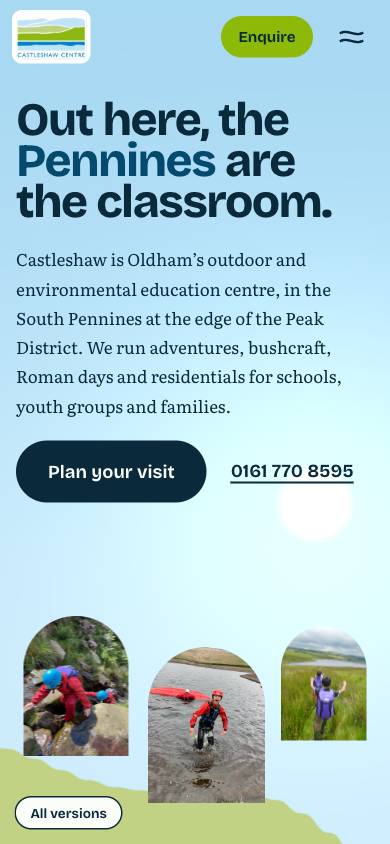 CASTLESHAW CENTRE
Enquire
Out here, the
Pennines are
the classroom.
Castleshaw is Oldham’s outdoor and
environmental education centre, in the
South Pennines at the edge of the Peak
District. We run adventures, bushcraft,
Roman days and residentials for schools,
youth groups and families.
Plan your visit
0161 770 8595
All versions